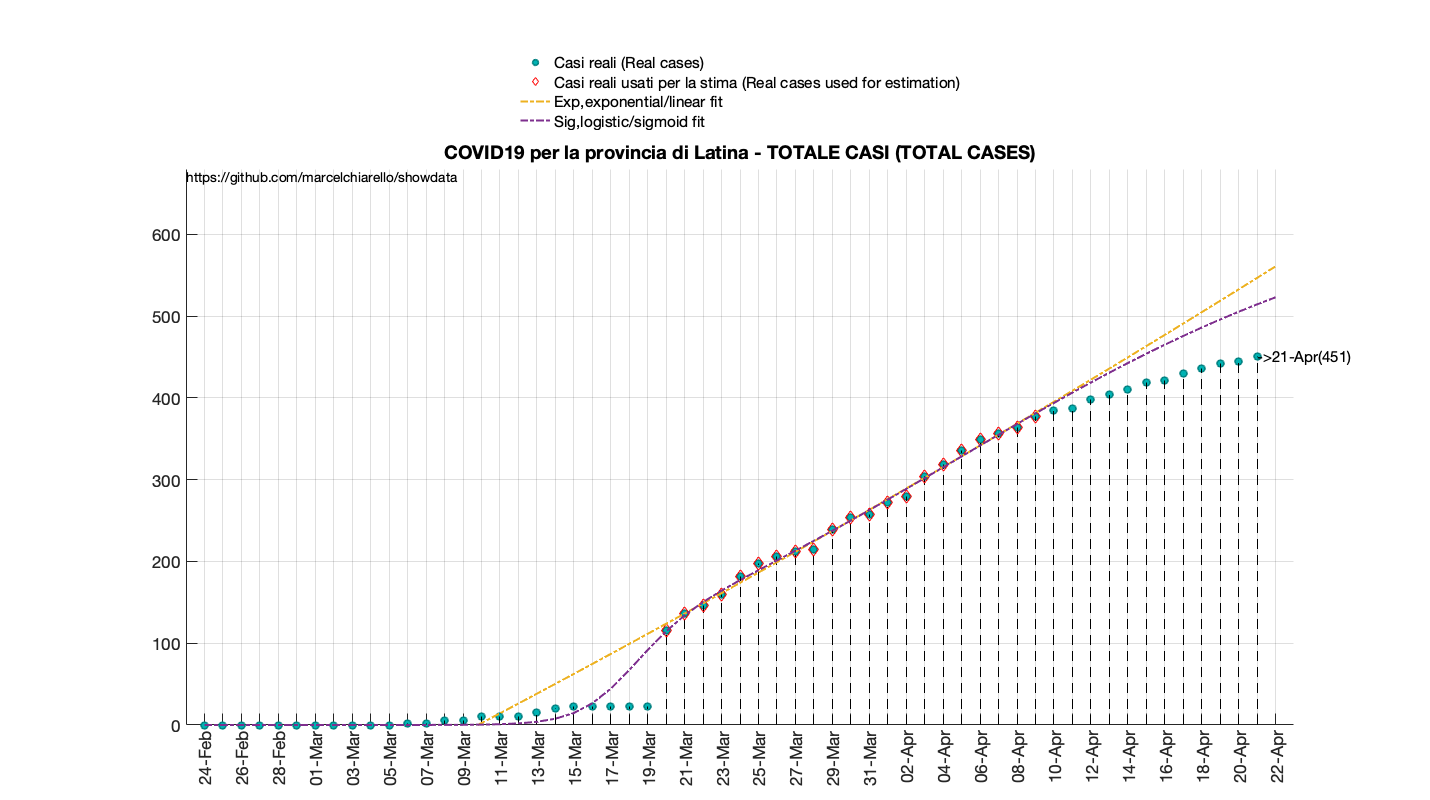 Casi reali (Real cases)
Casi reali usati per la stima (Real cases used for estimation)
Exp,exponential/linear fit
Sig,logistic/sigmoid fit
COVID19 per la provincia di Latina - TOTALE CASI (TOTAL CASES)
https://github.com/marcelchiarello/showdata
600
500
400
300
200
100
0
->21-Apr(451)
24-Feb
26-Feb
28-Feb
01-Mar
03-Mar
05-Mar
07-Mar
09-Mar
11-Mar
13-Mar
15-Mar
17-Mar
19-Mar
21-Mar
23-Mar
25-Mar
27-Mar
29-Mar
31-Mar
02-Apr
04-Apr
06-Apr
08-Apr
10-Apr
12-Apr
14-Apr
16-Apr
18-Apr
20-Apr
22-Apr